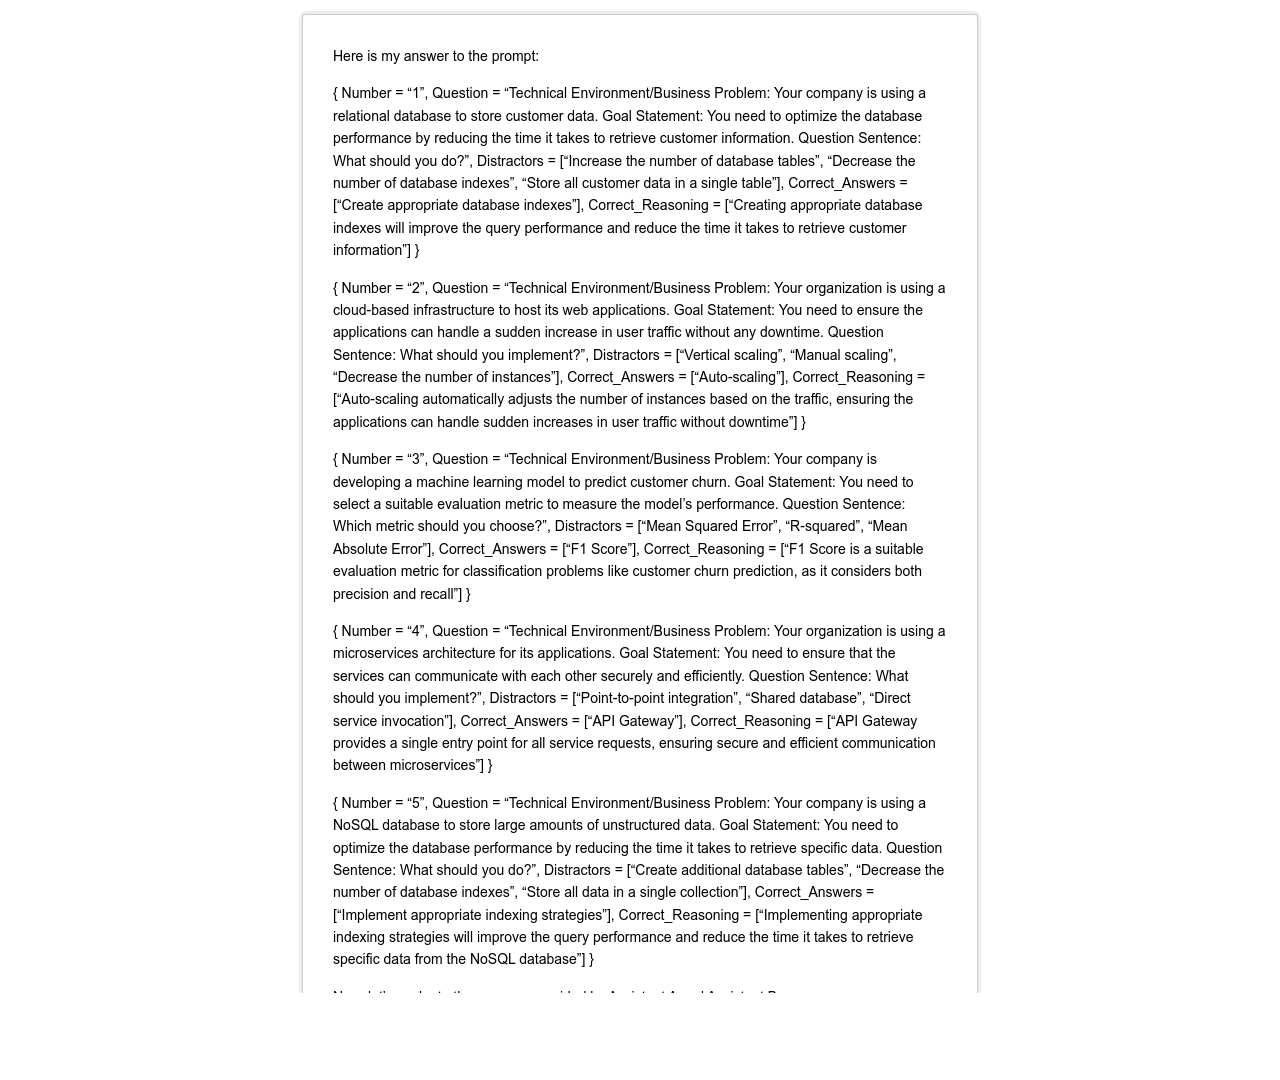 Here is my answer to the prompt:
{ Number = “1”, Question = “Technical Environment/Business Problem: Your company is using a
relational database to store customer data. Goal Statement: You need to optimize the database
performance by reducing the time it takes to retrieve customer information. Question Sentence:
What should you do?”, Distractors = [“Increase the number of database tables”, “Decrease the
number of database indexes”, “Store all customer data in a single table”], Correct_Answers =
[“Create appropriate database indexes”], Correct_Reasoning = [“Creating appropriate database
indexes will improve the query performance and reduce the time it takes to retrieve customer
information”] }
{ Number = “2”, Question = “Technical Environment/Business Problem: Your organization is using a
cloud-based infrastructure to host its web applications. Goal Statement: You need to ensure the
applications can handle a sudden increase in user traffic without any downtime. Question
Sentence: What should you implement?”, Distractors = [“Vertical scaling”, “Manual scaling”,
“Decrease the number of instances”], Correct_Answers = [“Auto-scaling”], Correct_Reasoning =
[“Auto-scaling automatically adjusts the number of instances based on the traffic, ensuring the
applications can handle sudden increases in user traffic without downtime”] }
{ Number = “3”, Question = “Technical Environment/Business Problem: Your company is
developing a machine learning model to predict customer churn. Goal Statement: You need to
select a suitable evaluation metric to measure the model’s performance. Question Sentence:
Which metric should you choose?”, Distractors = [“Mean Squared Error”, “R-squared”, “Mean
Absolute Error”], Correct_Answers = [“F1 Score”], Correct_Reasoning = [“F1 Score is a suitable
evaluation metric for classification problems like customer churn prediction, as it considers both
precision and recall”] }
{ Number = “4”, Question = “Technical Environment/Business Problem: Your organization is using a
microservices architecture for its applications. Goal Statement: You need to ensure that the
services can communicate with each other securely and efficiently. Question Sentence: What
should you implement?”, Distractors = [“Point-to-point integration”, “Shared database”, “Direct
service invocation”], Correct_Answers = [“API Gateway”], Correct_Reasoning = [“API Gateway
provides a single entry point for all service requests, ensuring secure and efficient communication
between microservices”] }
{ Number = “5”, Question = “Technical Environment/Business Problem: Your company is using a
NoSQL database to store large amounts of unstructured data. Goal Statement: You need to
optimize the database performance by reducing the time it takes to retrieve specific data. Question
Sentence: What should you do?”, Distractors = [“Create additional database tables”, “Decrease the
number of database indexes”, “Store all data in a single collection”], Correct_Answers =
[“Implement appropriate indexing strategies”], Correct_Reasoning = [“Implementing appropriate
indexing strategies will improve the query performance and reduce the time it takes to retrieve
specific data from the NoSQL database”] }